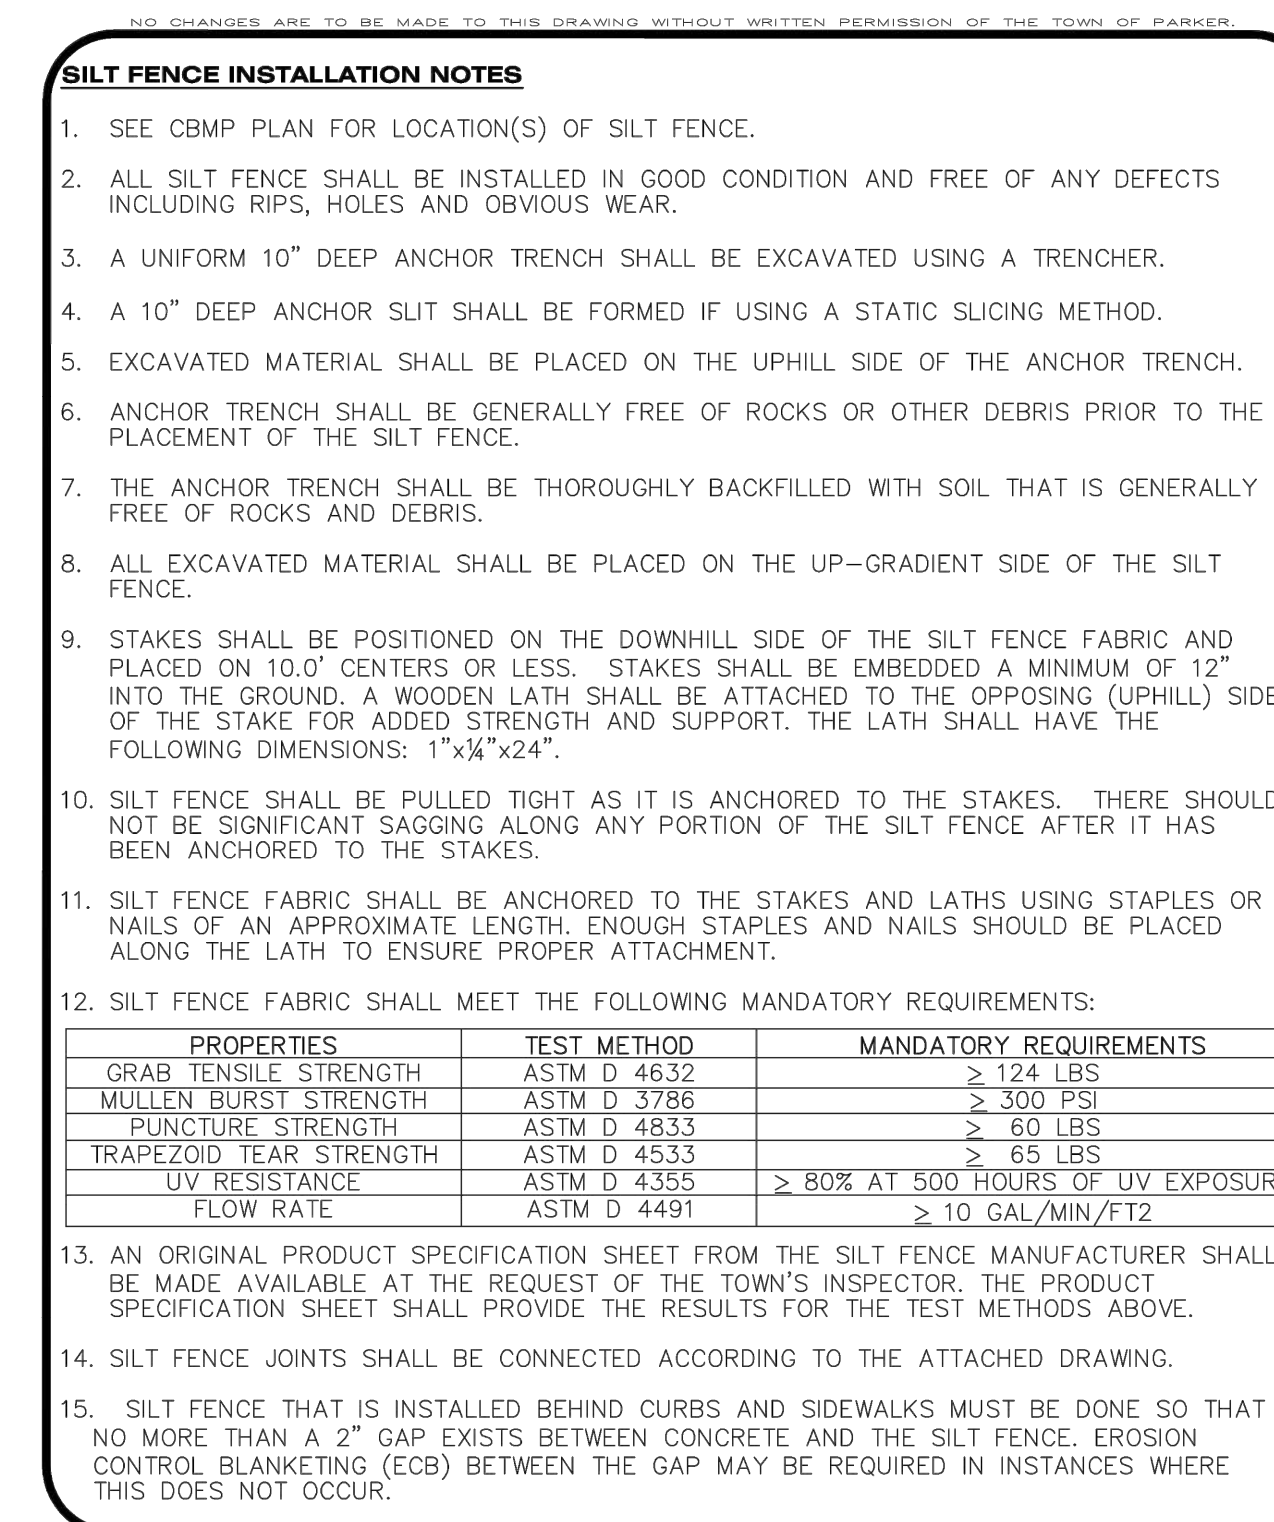 NO CHANGES ARE TO BE MADE TO THIS DRAWING WITHOUT WRITTEN PERMISSION OF THE TOWN OF PARKER.
SILT FENCE INSTALLATION NOTES
1. SEE CBMP PLAN FOR LOCATION(S) OF SILT FENCE.
2. ALL SILT FENCE SHALL BE INSTALLED IN GOOD CONDITION AND FREE OF ANY DEFECTS
INCLUDING RIPS, HOLES AND OBVIOUS WEAR.
3. A UNIFORM 10" DEEP ANCHOR TRENCH SHALL BE EXCAVATED USING A TRENCHER.
4. A 10" DEEP ANCHOR SLIT SHALL BE FORMED IF USING A STATIC SLICING METHOD.
5. EXCAVATED MATERIAL SHALL BE PLACED ON THE UPHILL SIDE OF THE ANCHOR TRENCH.
6. ANCHOR TRENCH SHALL BE GENERALLY FREE OF ROCKS OR OTHER DEBRIS PRIOR TO THE
PLACEMENT OF THE SILT FENCE.
7. THE ANCHOR TRENCH SHALL BE THOROUGHLY BACKFILLED WITH SOIL THAT IS GENERALLY
FREE OF ROCKS AND DEBRIS.
8. ALL EXCAVATED MATERIAL SHALL BE PLACED ON THE UP-GRADIENT SIDE OF THE SILT
FENCE.
9. STAKES SHALL BE POSITIONED ON THE DOWNHILL SIDE OF THE SILT FENCE FABRIC AND
PLACED ON 10.0' CENTERS OR LESS. STAKES SHALL BE EMBEDDED A MINIMUM OF 12"
INTO THE GROUND. A WOODEN LATH SHALL BE ATTACHED TO THE OPPOSING (UPHILL) SIDE
OF THE STAKE FOR ADDED STRENGTH AND SUPPORT. THE LATH SHALL HAVE THE
FOLLOWING DIMENSIONS: 1"x¼"x24".
10. SILT FENCE SHALL BE PULLED TIGHT AS IT IS ANCHORED TO THE STAKES. THERE SHOULD
NOT BE SIGNIFICANT SAGGING ALONG ANY PORTION OF THE SILT FENCE AFTER IT HAS
BEEN ANCHORED TO THE STAKES.
11. SILT FENCE FABRIC SHALL BE ANCHORED TO THE STAKES AND LATHS USING STAPLES OR
NAILS OF AN APPROXIMATE LENGTH. ENOUGH STAPLES AND NAILS SHOULD BE PLACED
ALONG THE LATH TO ENSURE PROPER ATTACHMENT.
12. SILT FENCE FABRIC SHALL MEET THE FOLLOWING MANDATORY REQUIREMENTS:
PROPERTIES TEST METHOD MANDATORY REQUIREMENTS
GRAB TENSILE STRENGTH ASTM D 4632 ≥ 124 LBS
MULLEN BURST STRENGTH ASTM D 3786 ≥ 300 PSI
PUNCTURE STRENGTH ASTM D 4833 ≥ 60 LBS
TRAPEZOID TEAR STRENGTH ASTM D 4533 ≥ 65 LBS
UV RESISTANCE ASTM D 4355 ≥ 80% AT 500 HOURS OF UV EXPOSUR
FLOW RATE ASTM D 4491 ≥ 10 GAL/MIN/FT2
13. AN ORIGINAL PRODUCT SPECIFICATION SHEET FROM THE SILT FENCE MANUFACTURER SHALL
BE MADE AVAILABLE AT THE REQUEST OF THE TOWN'S INSPECTOR. THE PRODUCT
SPECIFICATION SHEET SHALL PROVIDE THE RESULTS FOR THE TEST METHODS ABOVE.
14. SILT FENCE JOINTS SHALL BE CONNECTED ACCORDING TO THE ATTACHED DRAWING.
15. SILT FENCE THAT IS INSTALLED BEHIND CURBS AND SIDEWALKS MUST BE DONE SO THAT
NO MORE THAN A 2" GAP EXISTS BETWEEN CONCRETE AND THE SILT FENCE. EROSION
CONTROL BLANKETING (ECB) BETWEEN THE GAP MAY BE REQUIRED IN INSTANCES WHERE
THIS DOES NOT OCCUR.